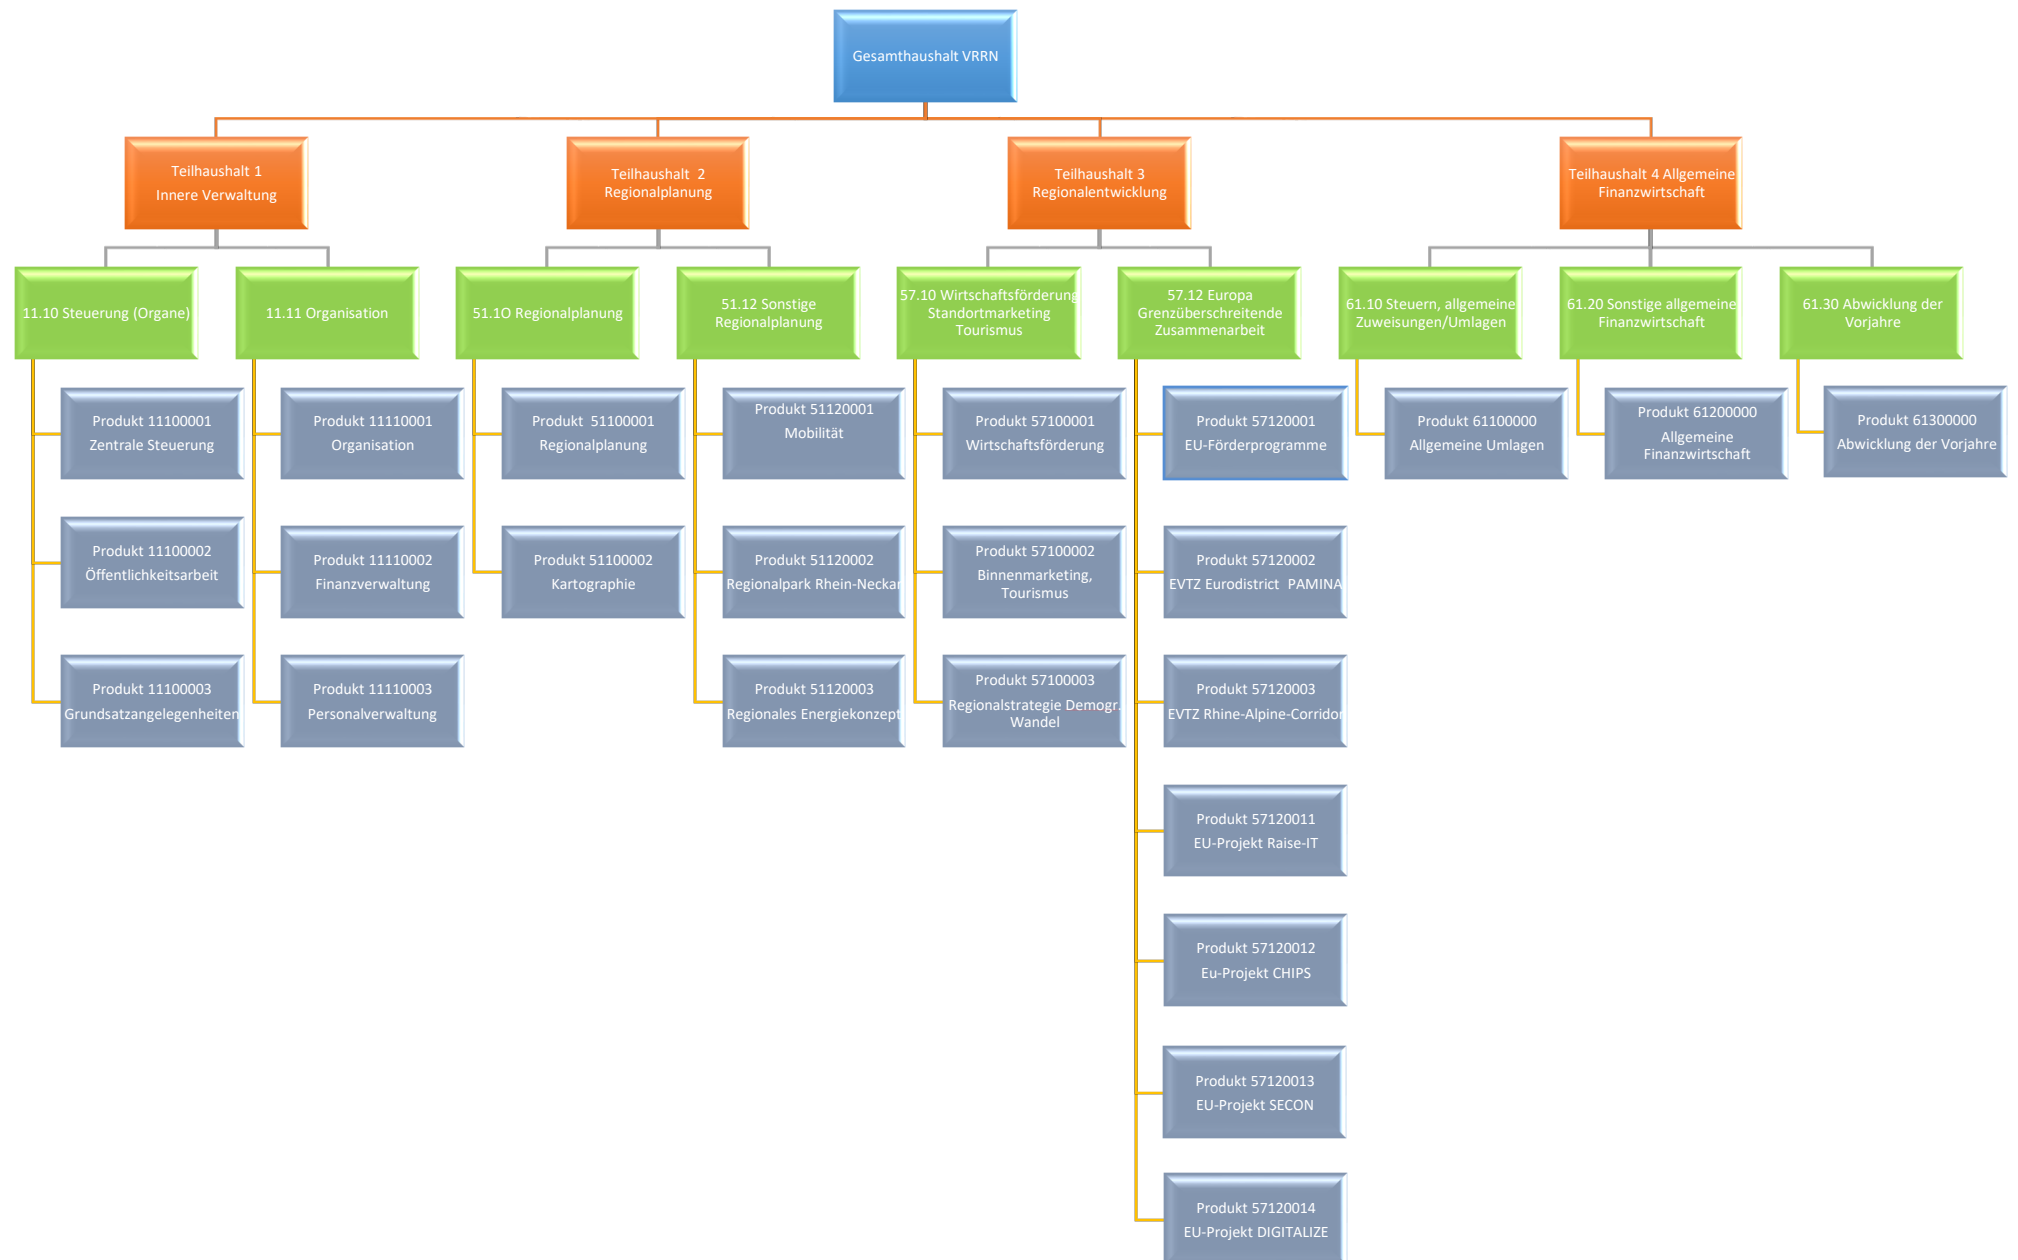 Gesamthaushalt VRRN
Teilhaushalt 1
Innere Verwaltung
Teilhaushalt  2
Regionalplanung
Teilhaushalt 3
Regionalentwicklung
Teilhaushalt 4 Allgemeine
Finanzwirtschaft
11.10 Steuerung (Organe)
11.11 Organisation
51.1O Regionalplanung
51.12 Sonstige
Regionalplanung
57.10 Wirtschaftsförderung
Standortmarketing
Tourismus
57.12 Europa
Grenzüberschreitende
Zusammenarbeit
61.10 Steuern, allgemeine
Zuweisungen/Umlagen
61.20 Sonstige allgemeine
Finanzwirtschaft
61.30 Abwicklung der
Vorjahre
Produkt 11100001
Zentrale Steuerung
Produkt 11110001
Organisation
Produkt  51100001
Regionalplanung
Produkt 51120001
Mobilität
Produkt 57100001
Wirtschaftsförderung
Produkt 57120001
EU-Förderprogramme
Produkt 61100000
Allgemeine Umlagen
Produkt 61200000
Allgemeine
Finanzwirtschaft
Produkt 61300000
Abwicklung der Vorjahre
Produkt 11100002
Öffentlichkeitsarbeit
Produkt 11110002
Finanzverwaltung
Produkt 51100002
Kartographie
Produkt 51120002
Regionalpark Rhein-Neckar
Produkt 57100002
Binnenmarketing,
Tourismus
Produkt 57120002
EVTZ Eurodistrict  PAMINA
Produkt 11100003
Grundsatzangelegenheiten
Produkt 11110003
Personalverwaltung
Produkt 51120003
Regionales Energiekonzept
Produkt 57100003
Regionalstrategie Demogr.
Wandel
Produkt 57120003
EVTZ Rhine-Alpine-Corridor
Produkt 57120011
EU-Projekt Raise-IT
Produkt 57120012
Eu-Projekt CHIPS
Produkt 57120013
EU-Projekt SECON
Produkt 57120014
EU-Projekt DIGITALIZE